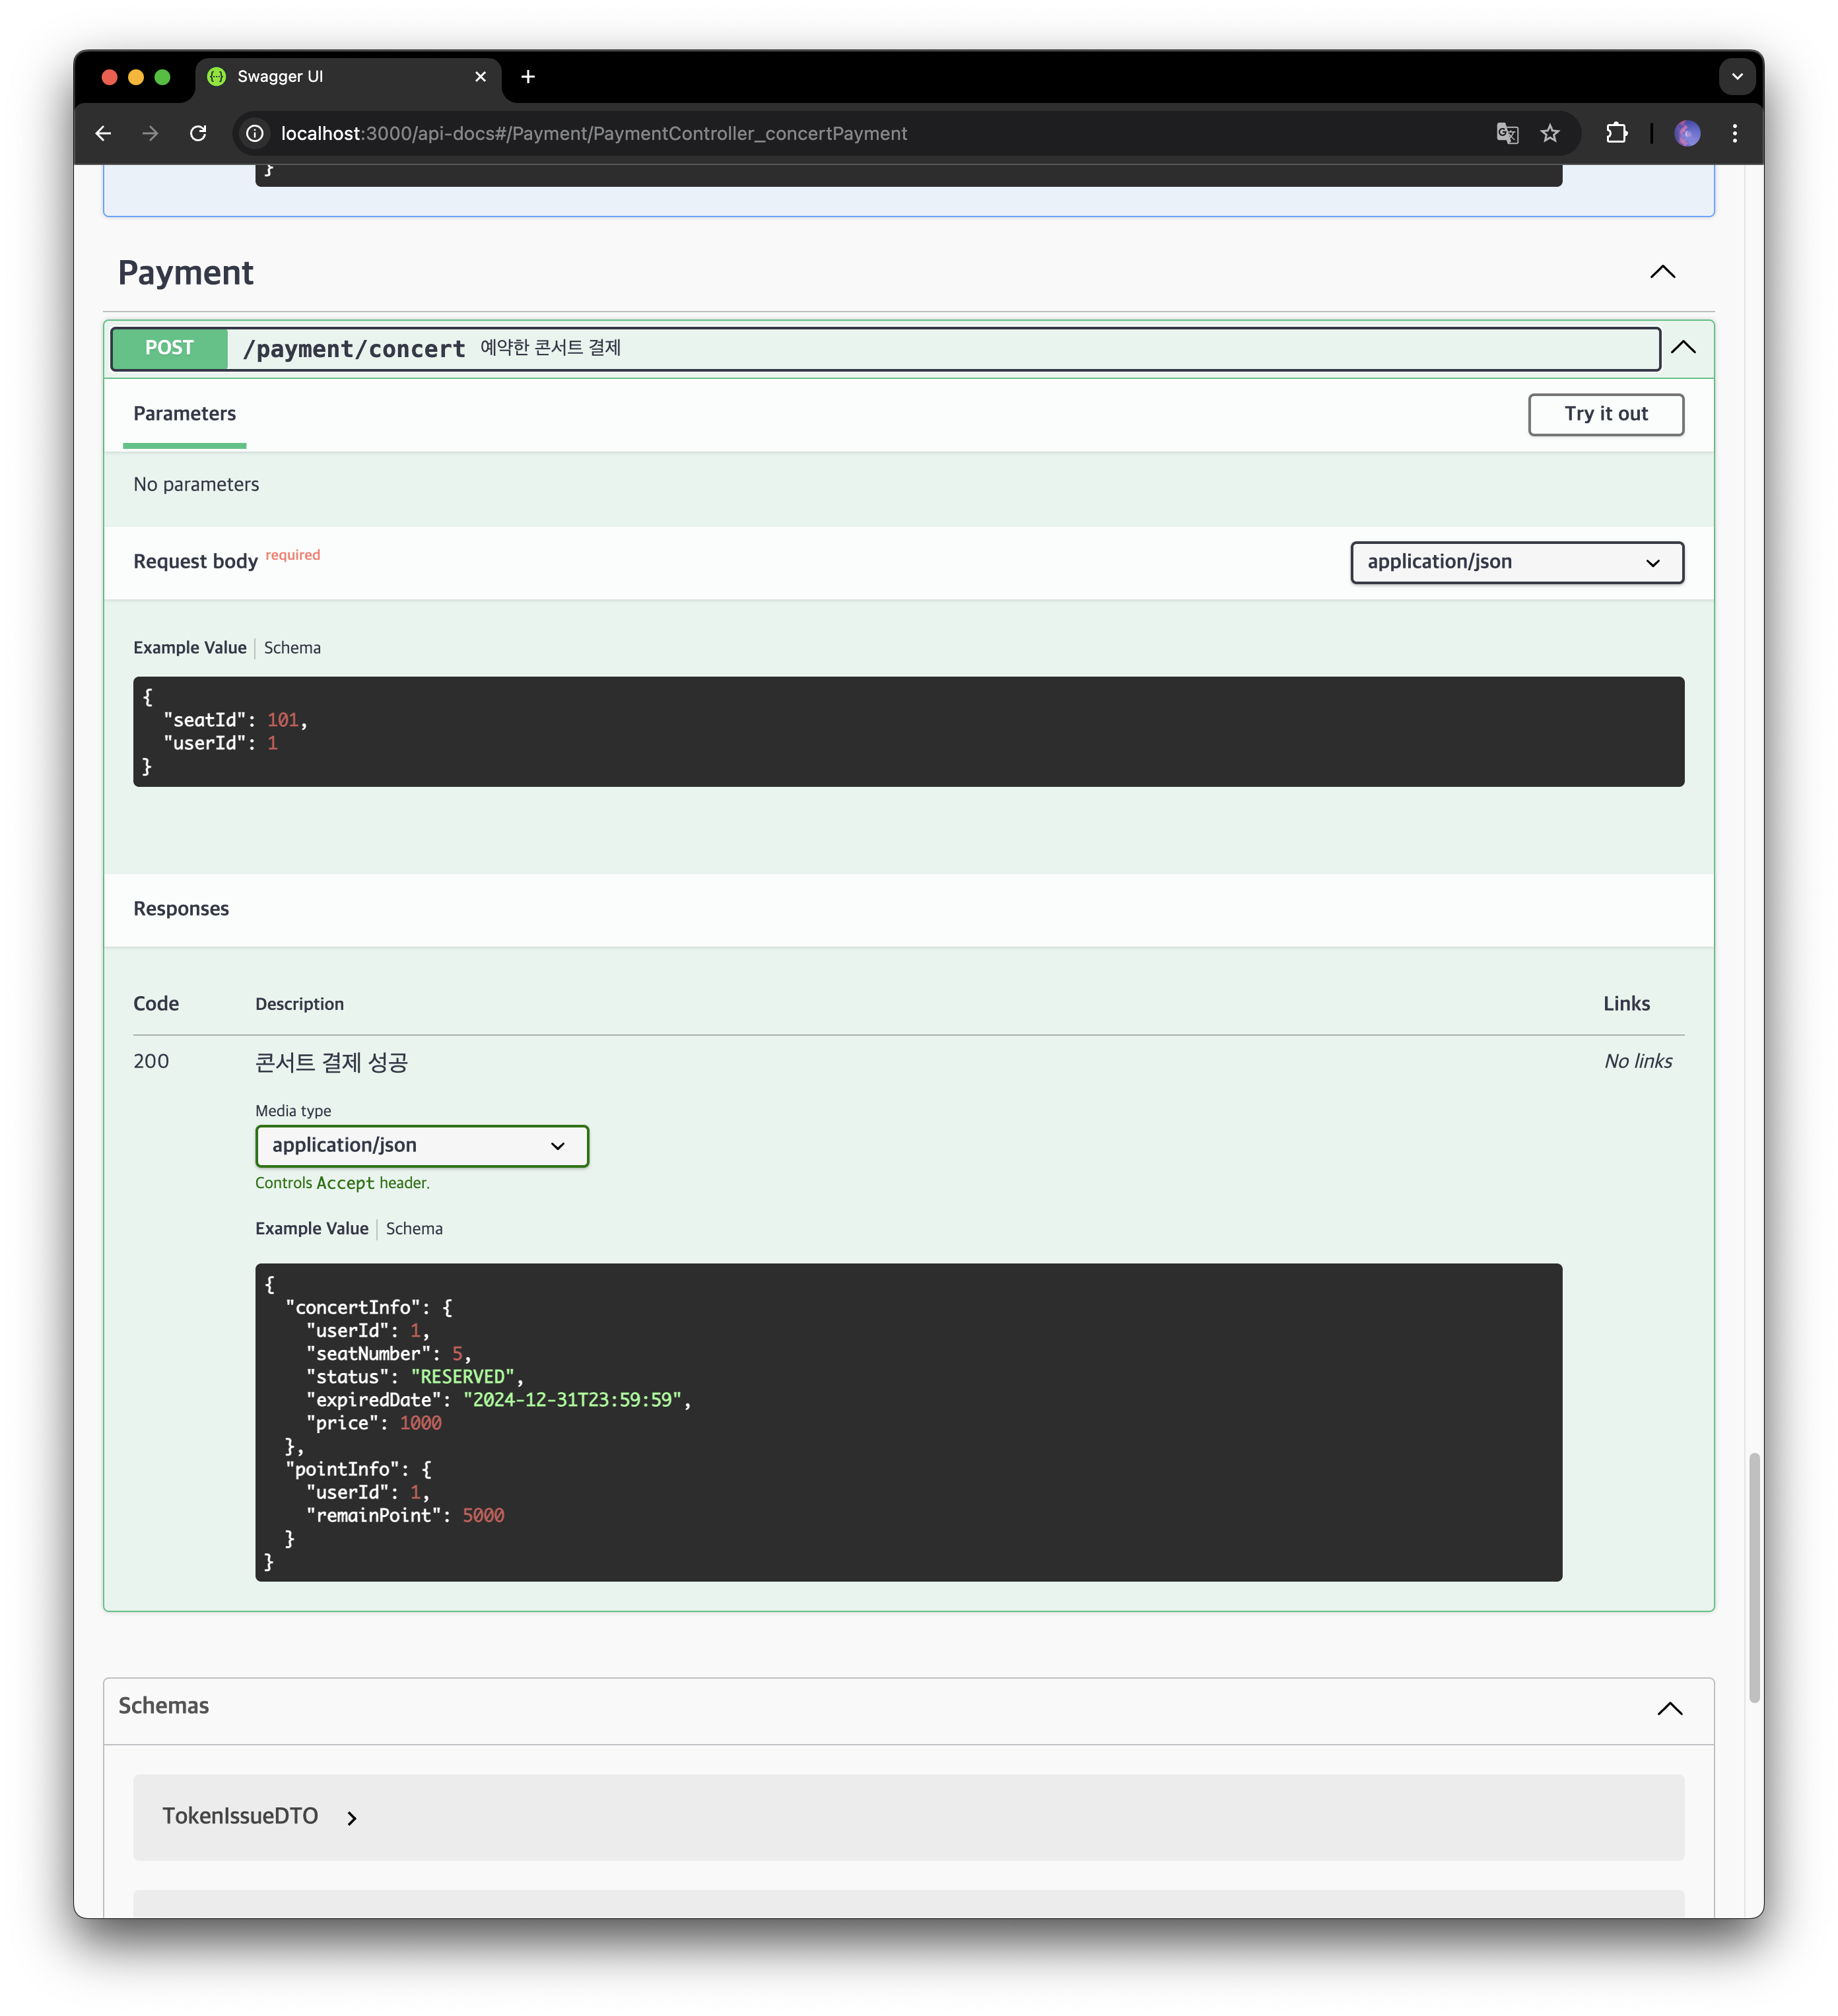 Swagger UI
localhost:3000/api-docs#/Payment/PaymentController_concertPayment
}
Payment
POST /payment/concert 예약한 콘서트 결제
Parameters Try it out
No parameters
Request body required application/json
Example Value Schema
{
"seatId": 101,
"userId": 1
}
Responses
Code Description Links
200 콘서트 결제 성공 No links
Media type
application/json
Controls Accept header.
Example Value Schema
{
"concertInfo": {
"userId": 1,
"seatNumber": 5,
"status": "RESERVED",
"expiredDate": "2024-12-31T23:59:59",
"price": 1000
},
"pointInfo": {
"userId": 1,
"remainPoint": 5000
}
}
Schemas
TokenIssueDTO